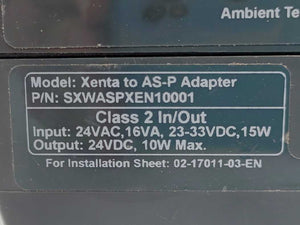 Ambient Te
Model: Xenta to AS-P Adapter
P/N: SXWASPXEN10001
Class 2 In/Out
Input: 24VAC,16VA, 23-33VDC,15W
Output: 24VDC, 10W Max.
For Installation Sheet: 02-17011-03-EN